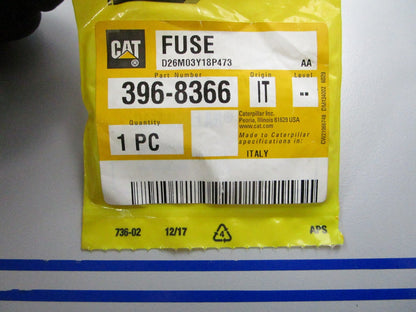 CAT®
FUSE
D26M03Y18P473
AA
Part Number
Origin
Level
396-8366
IT
--
Quantity
1 PC
Caterpillar Inc.
Peoria, Illinois 61629 USA
www.cat.com
Made to Caterpillar
specifications in:
ITALY
736-02
12/17
4
APS